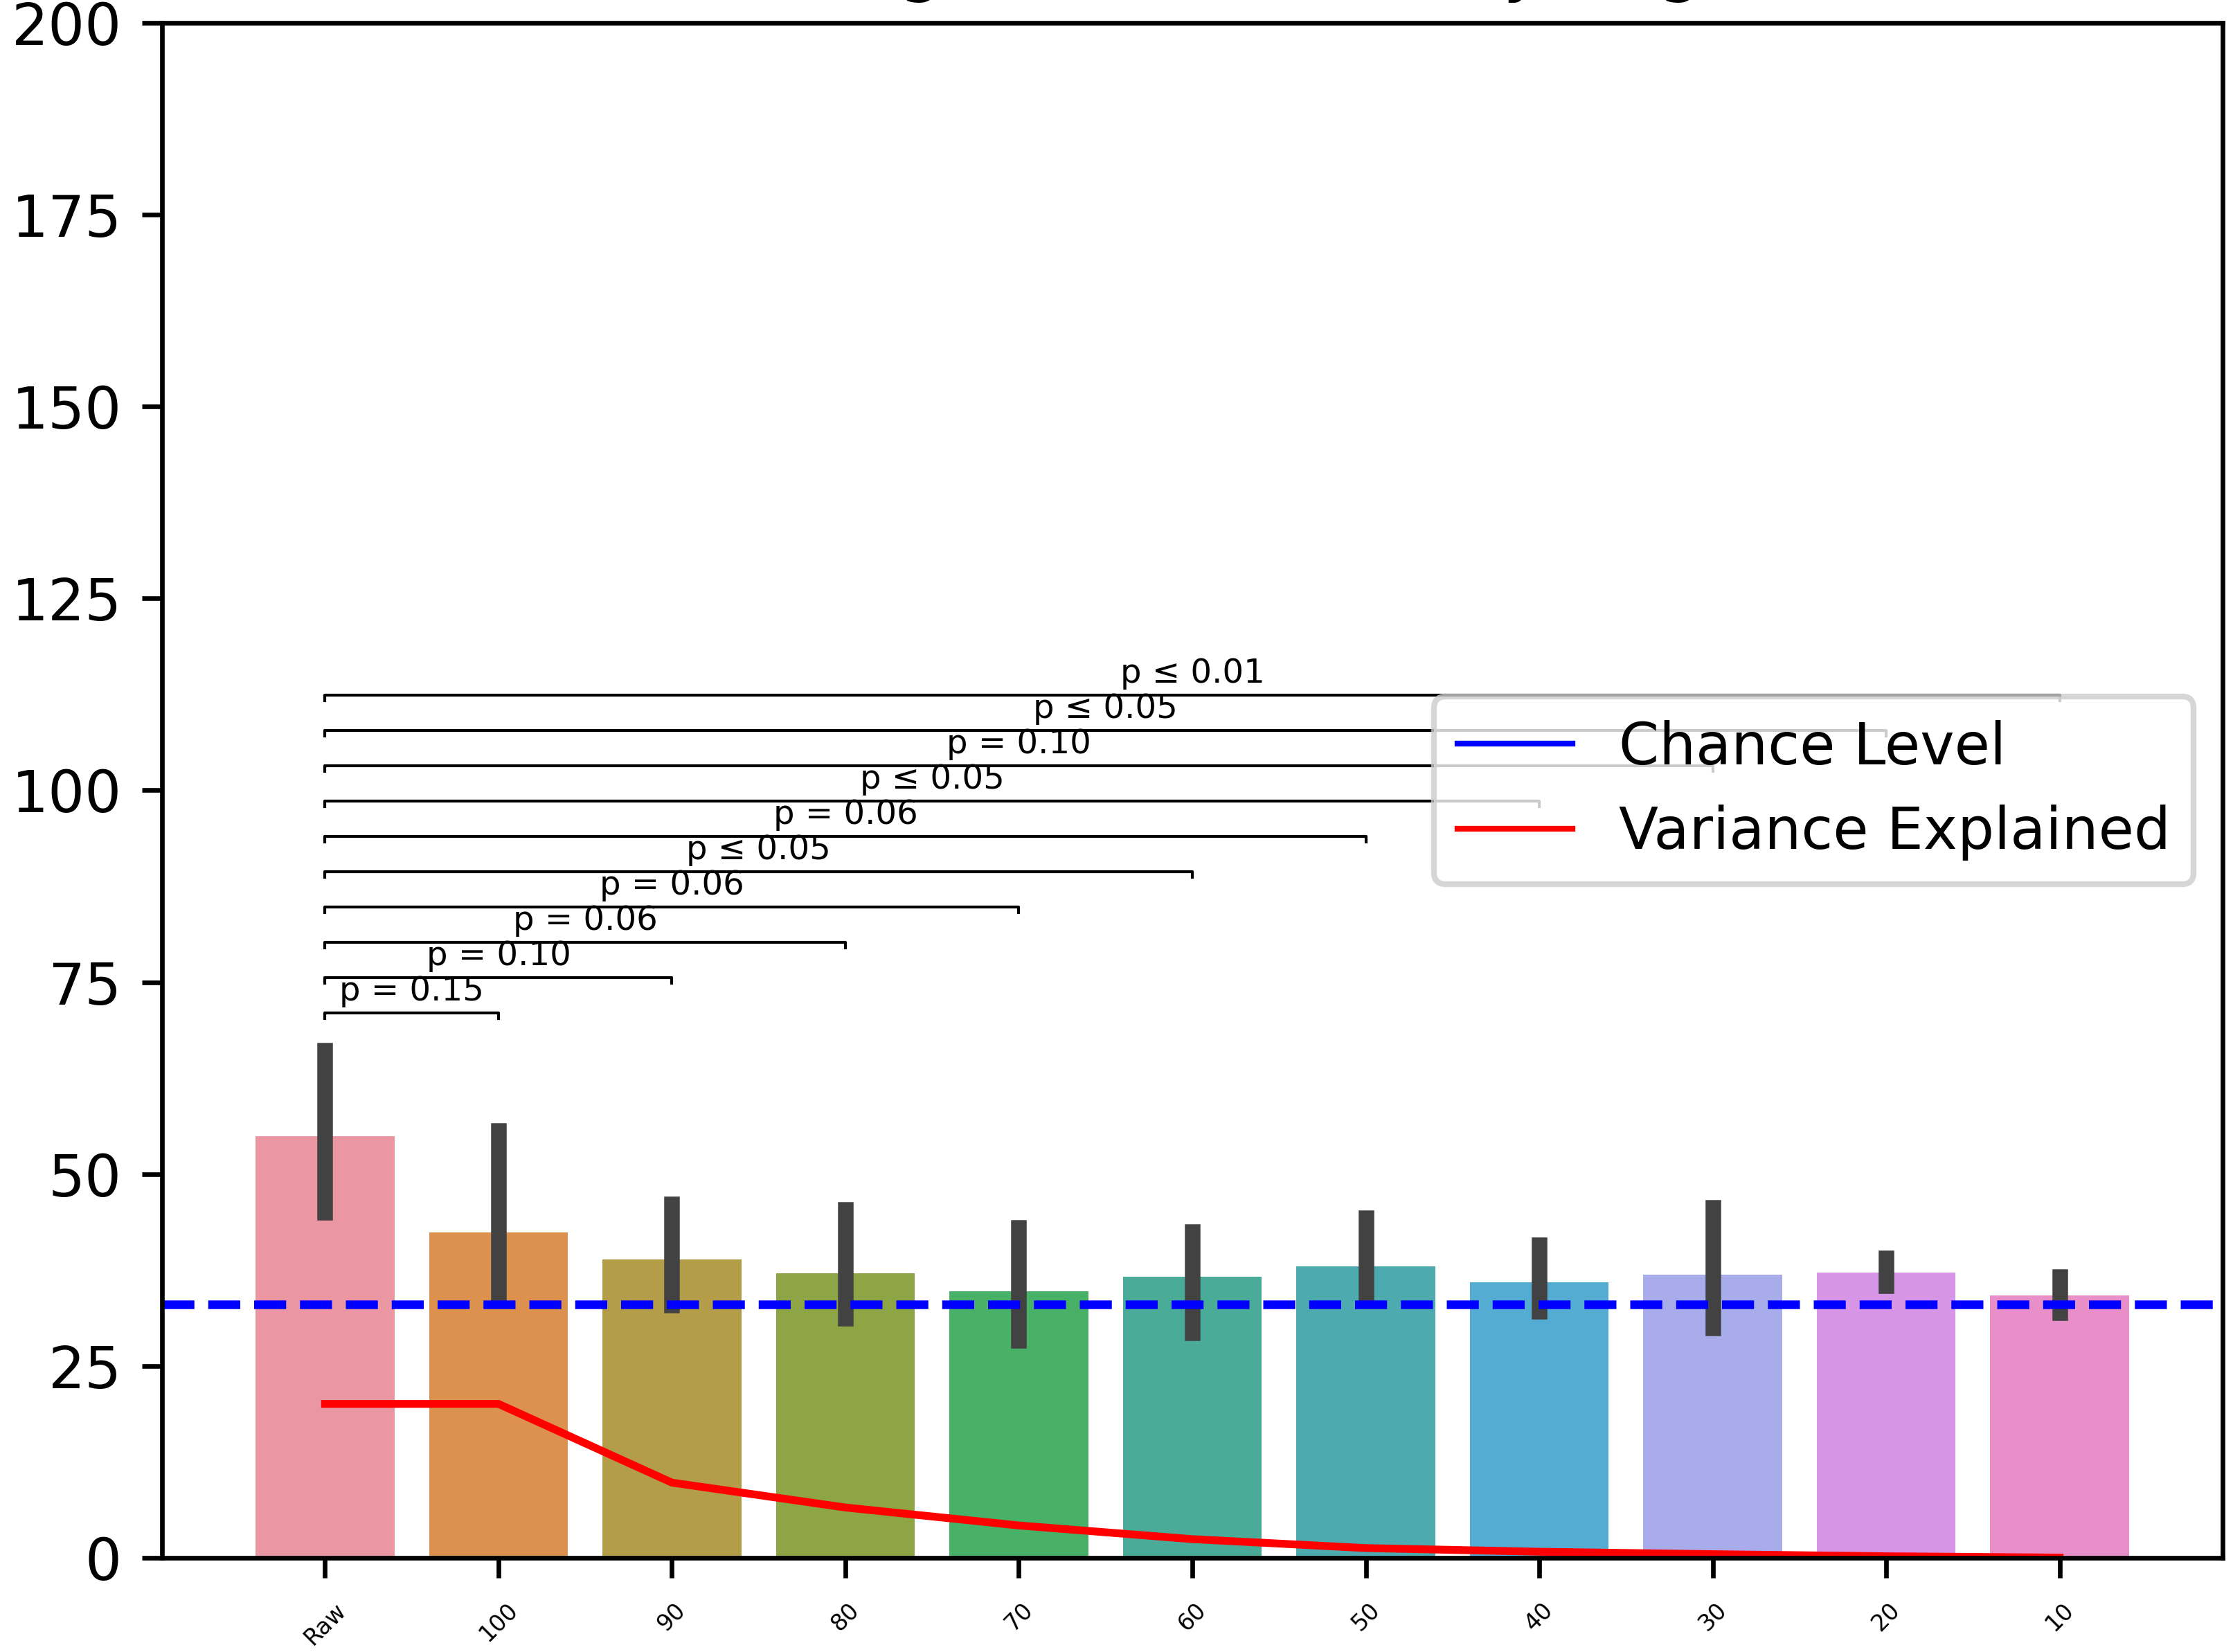 200
175
150
125
100
75
50
25
0
p ≤ 0.01
p ≤ 0.05
p = 0.10
p ≤ 0.05
p = 0.06
p ≤ 0.05
p = 0.06
p = 0.06
p = 0.10
p = 0.15
Chance Level
Variance Explained
Raw 100 90 80 70 60 50 40 30 20 10